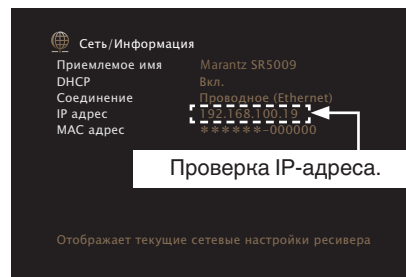 Сеть/Информация
Приемлемое имя Marantz SR5009
DHCP Вкл.
Соединение Проводное (Ethernet)
IP адрес 192.168.100.19
MAC адрес ∗∗∗∗∗∗-000000
Проверка IP-адреса.
Отображает текущие сетевые настройки ресивера